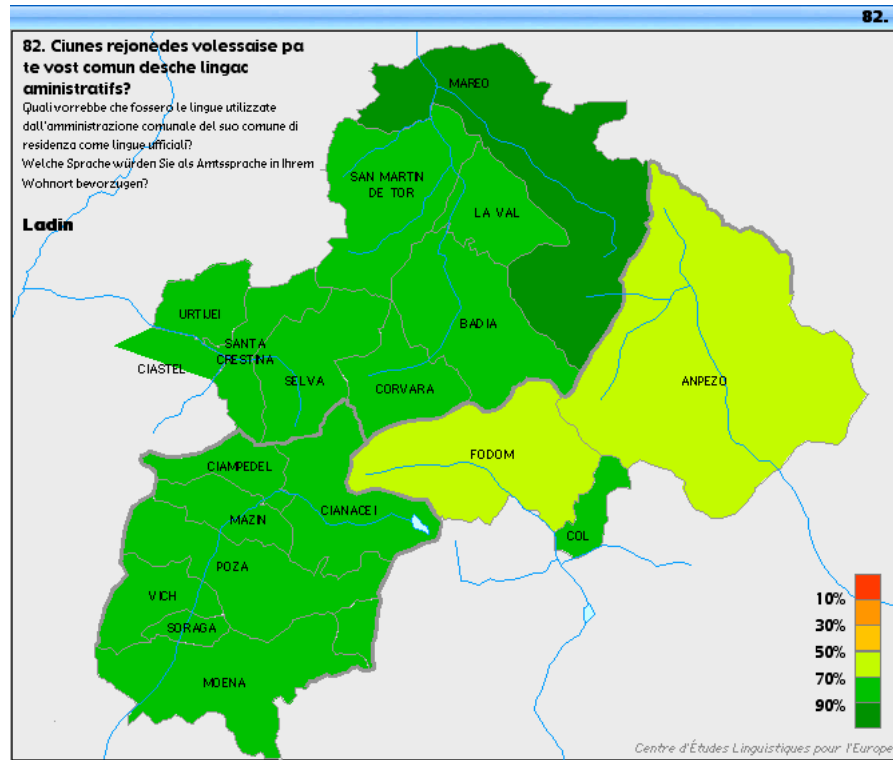 82.
82. Ciunes rejonedes volessaise pa
te vost comun desche lingac
aministratifs?
Quali vorrebbe che fossero le lingue utilizzate
dall'amministrazione comunale del suo comune di
residenza come lingue ufficiali?
Welche Sprache würden Sie als Amtssprache in Ihrem
Wohnort bevorzugen?
Ladin
MAREO
SAN MARTIN
DE TOR
LA VAL
URTIJEI
SANTA
CRESTINA
BADIA
CIASTEL
SELVA
CORVARA
ANPEZO
FODOM
CIAMPEDEL
CIANACEI
MAZIN
COL
POZA
VICH
SORAGA
MOENA
10%
30%
50%
70%
90%
Centre d'Études Linguistiques pour l'Europe